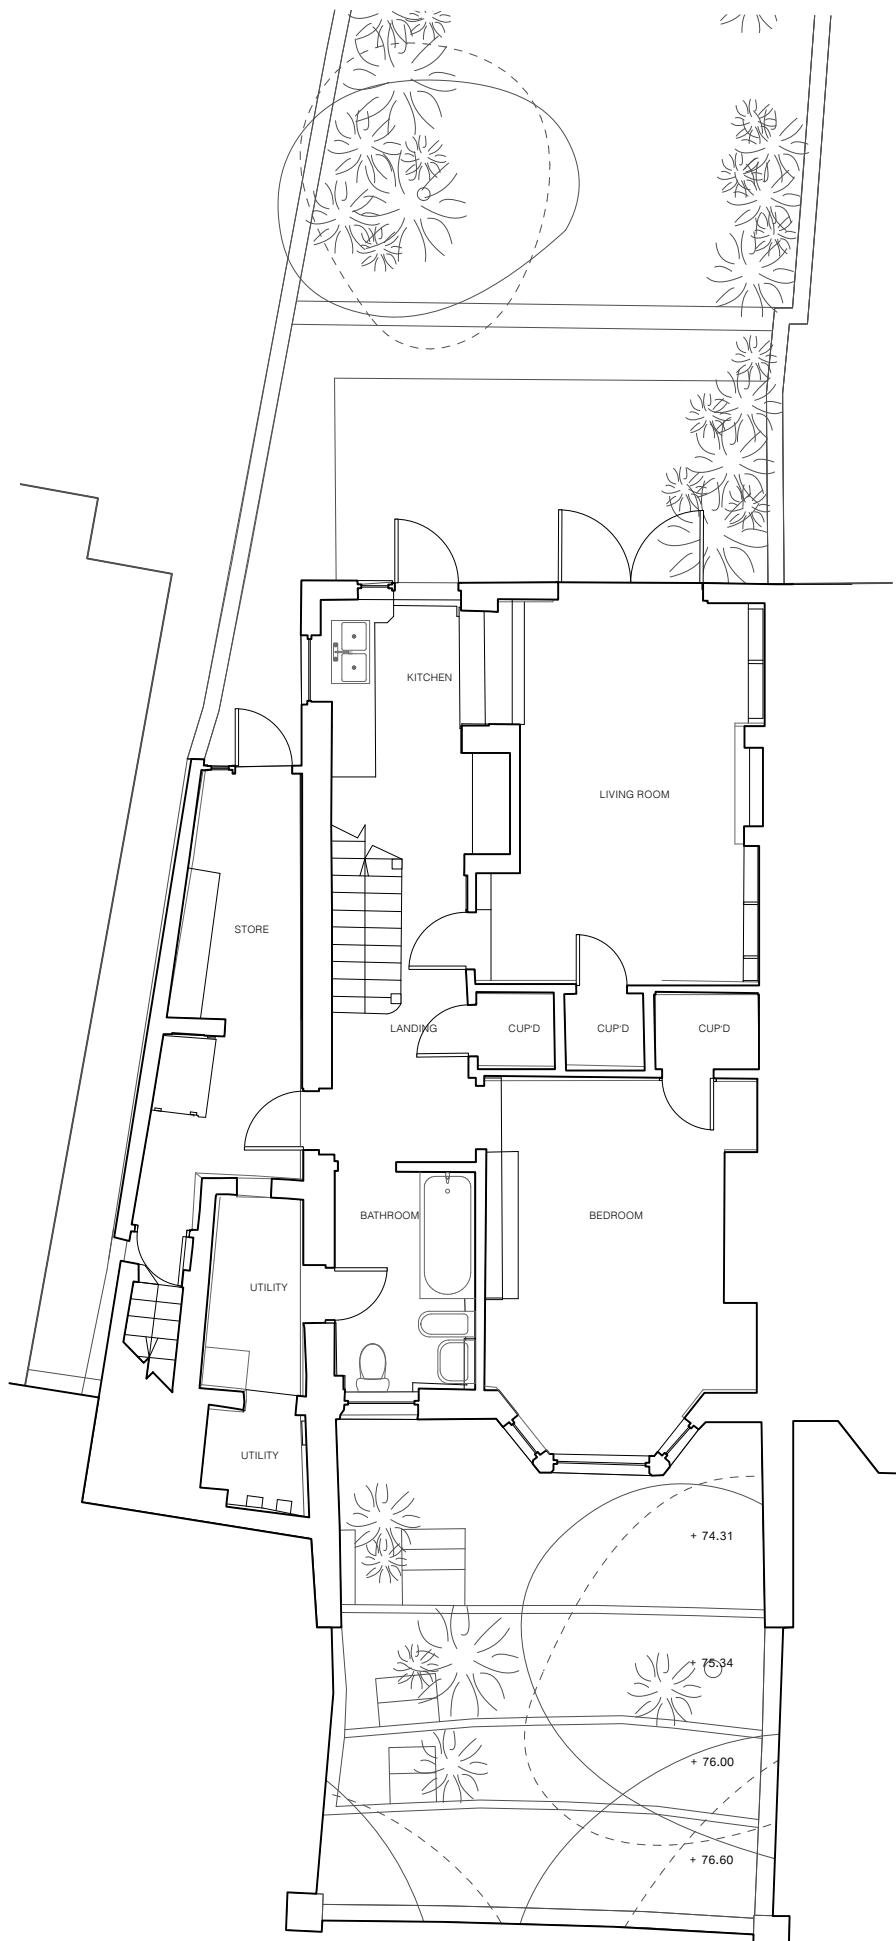 KITCHEN
LIVING ROOM
STORE
LANDING
CUP'D
CUP'D
CUP'D
BATHROOM
BEDROOM
UTILITY
UTILITY
+ 74.31
+ 75.34
+ 76.00
+ 76.60